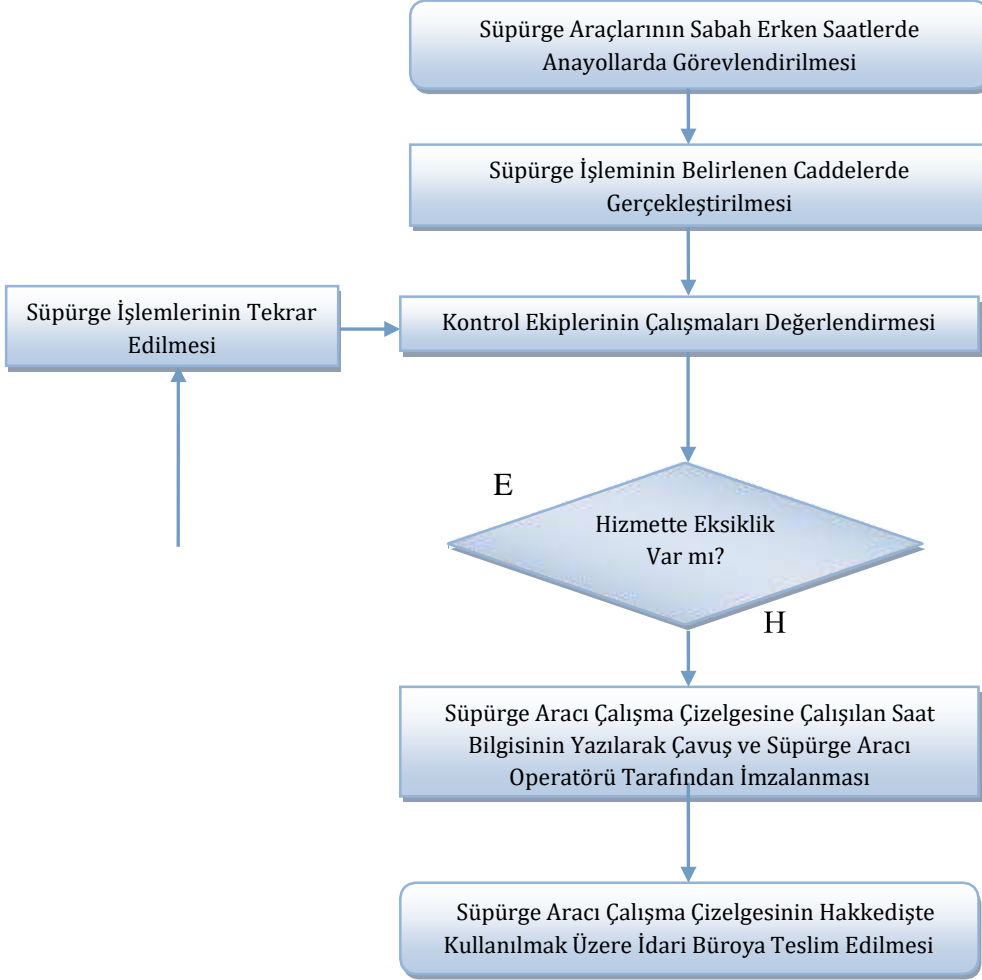 Süpürge Araçlarının Sabah Erken Saatlerde
Anayollarda Görevlendirilmesi
Süpürge İşleminin Belirlenen Caddelerde
Gerçekleştirilmesi
Süpürge İşlemlerinin Tekrar
Edilmesi
Kontrol Ekiplerinin Çalışmaları Değerlendirmesi
E
Hizmette Eksiklik
Var mı?
H
Süpürge Aracı Çalışma Çizelgesine Çalışılan Saat
Bilgisinin Yazılarak Çavuş ve Süpürge Aracı
Operatörü Tarafından İmzalanması
Süpürge Aracı Çalışma Çizelgesinin Hakkedişte
Kullanılmak Üzere İdari Büroya Teslim Edilmesi